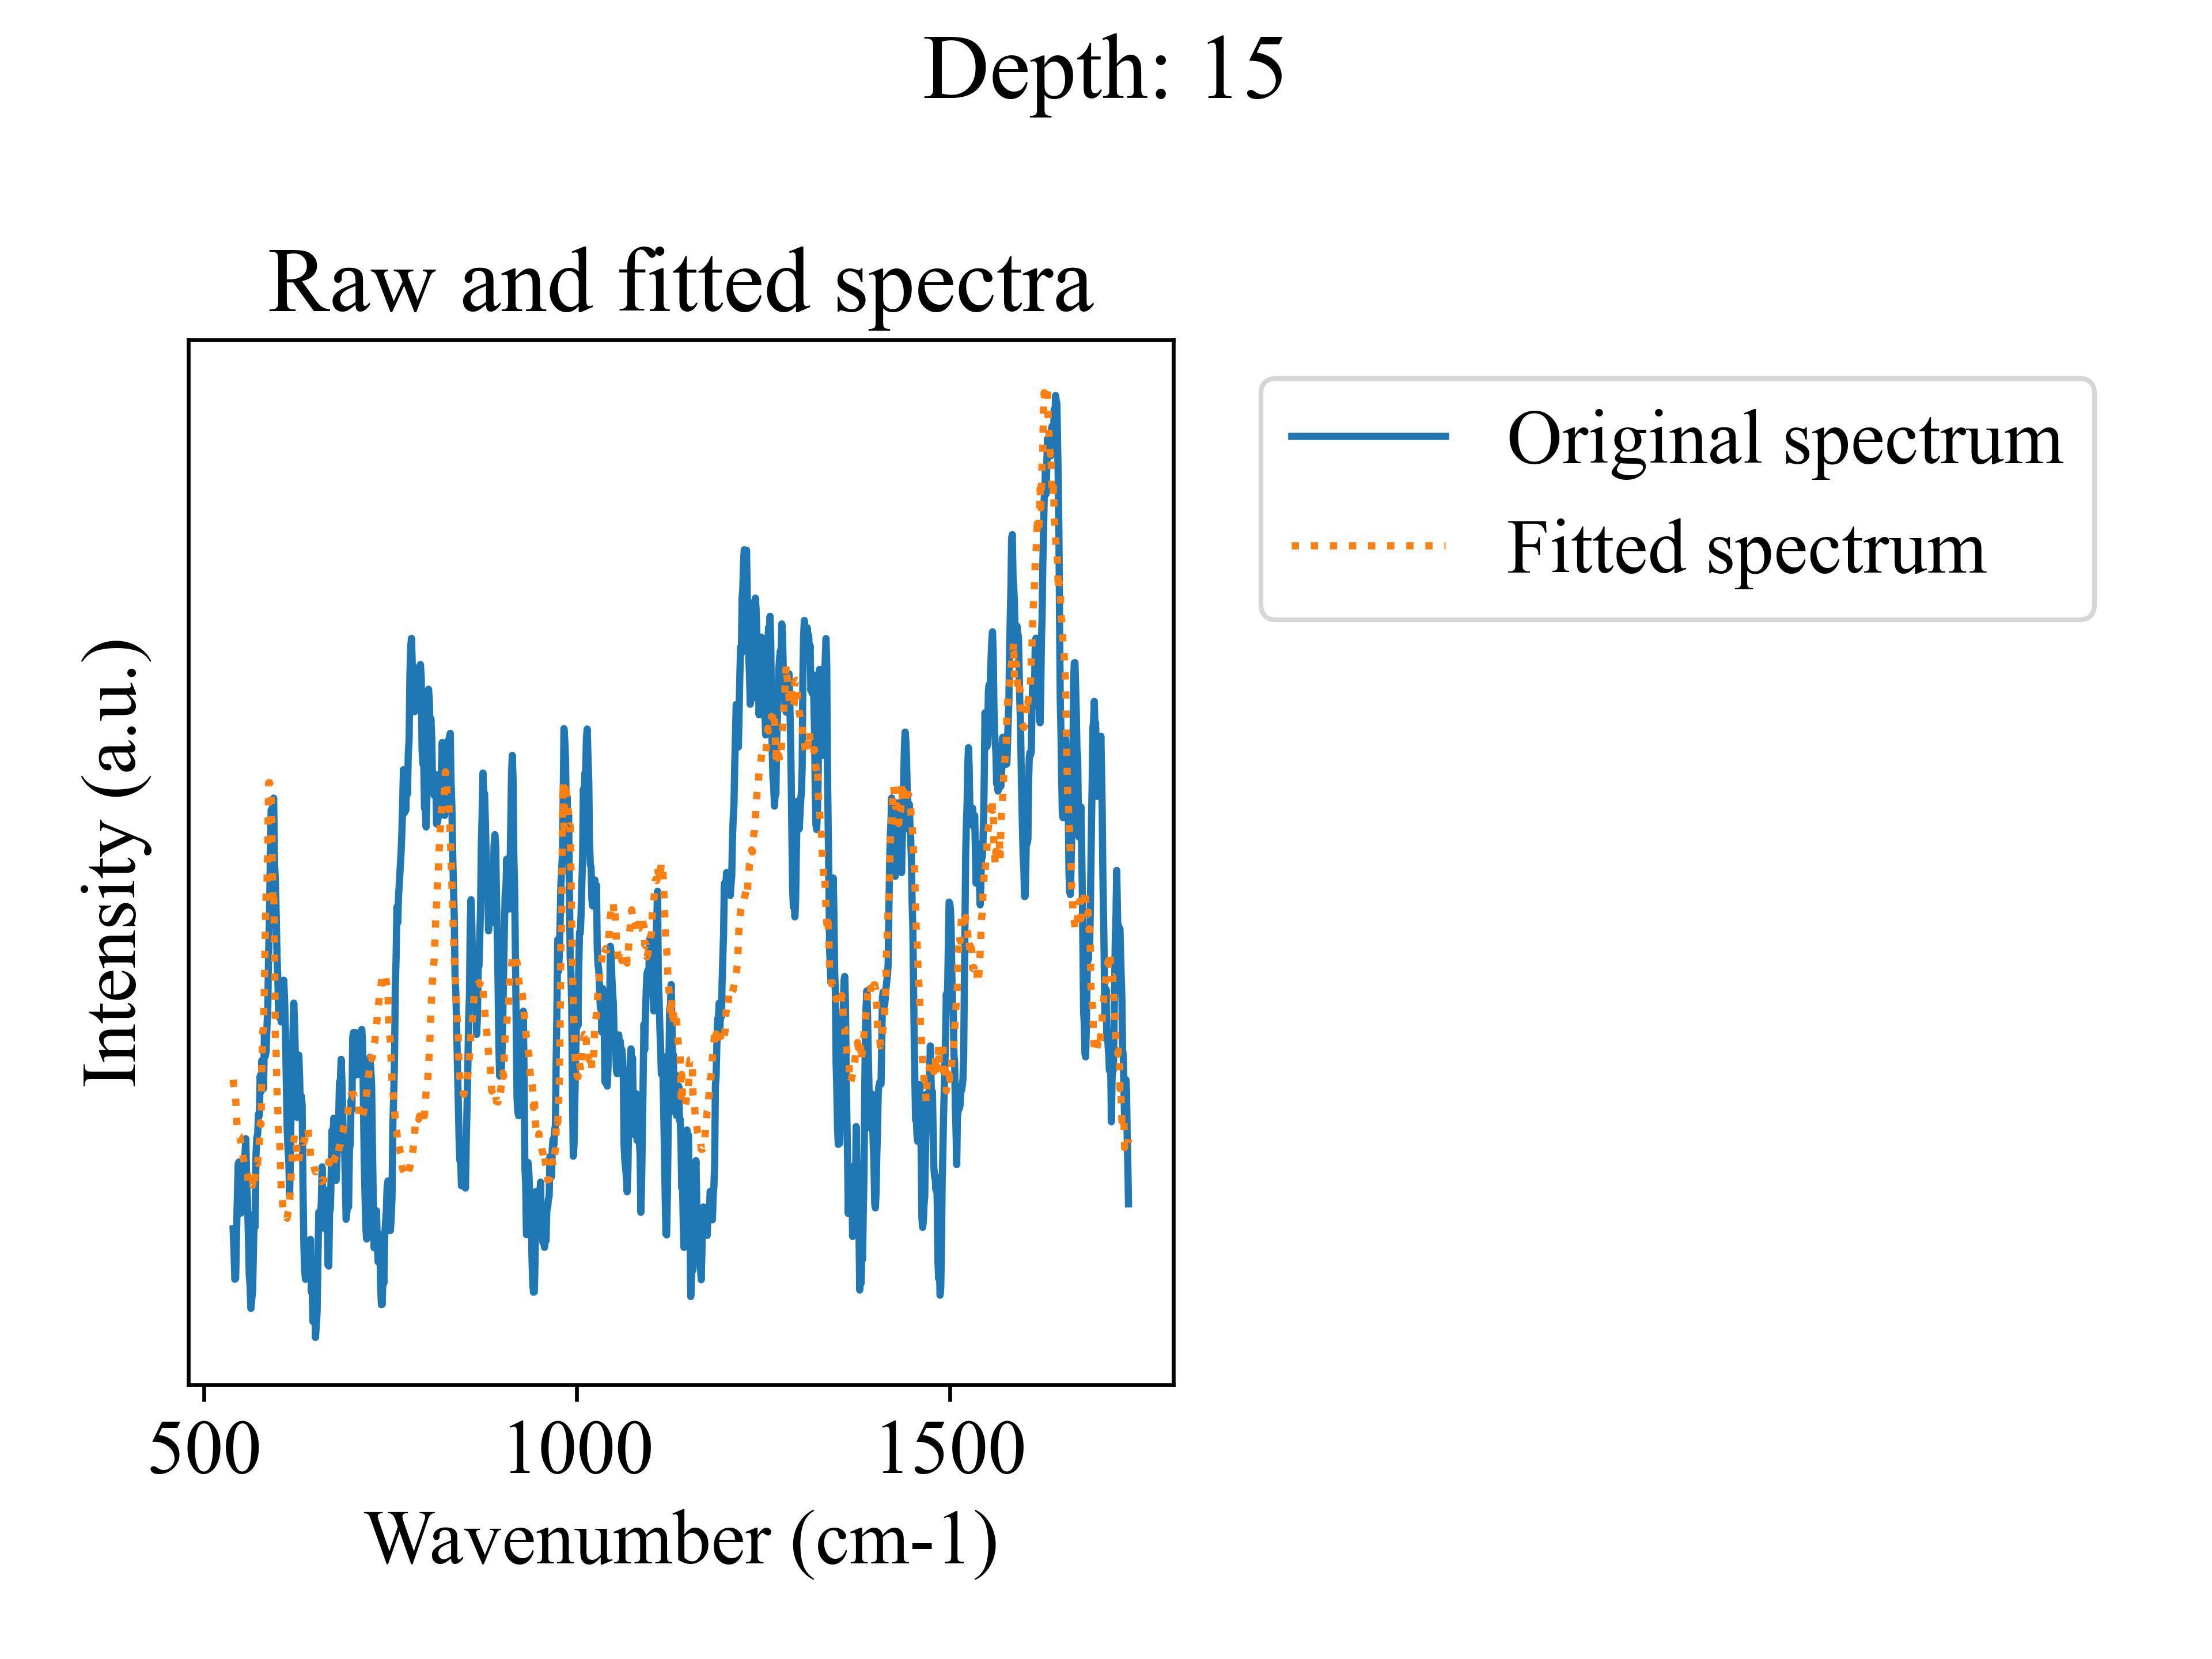 Depth: 15
Raw and fitted spectra
Original spectrum
Fitted spectrum
Intensity (a.u.)
500 1000 1500
Wavenumber (cm-1)